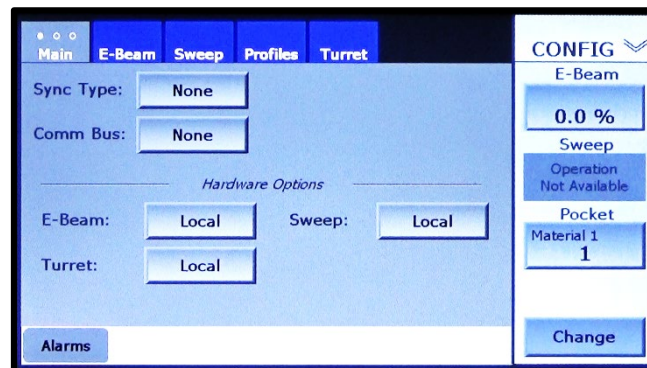 Main E-Beam Sweep Profiles Turret
Sync Type: None
Comm Bus: None
Hardware Options
E-Beam: Local Sweep: Local
Turret: Local
Alarms
CONFIG
E-Beam
0.0 %
Sweep
Operation
Not Available
Pocket
Material 1
1
Change